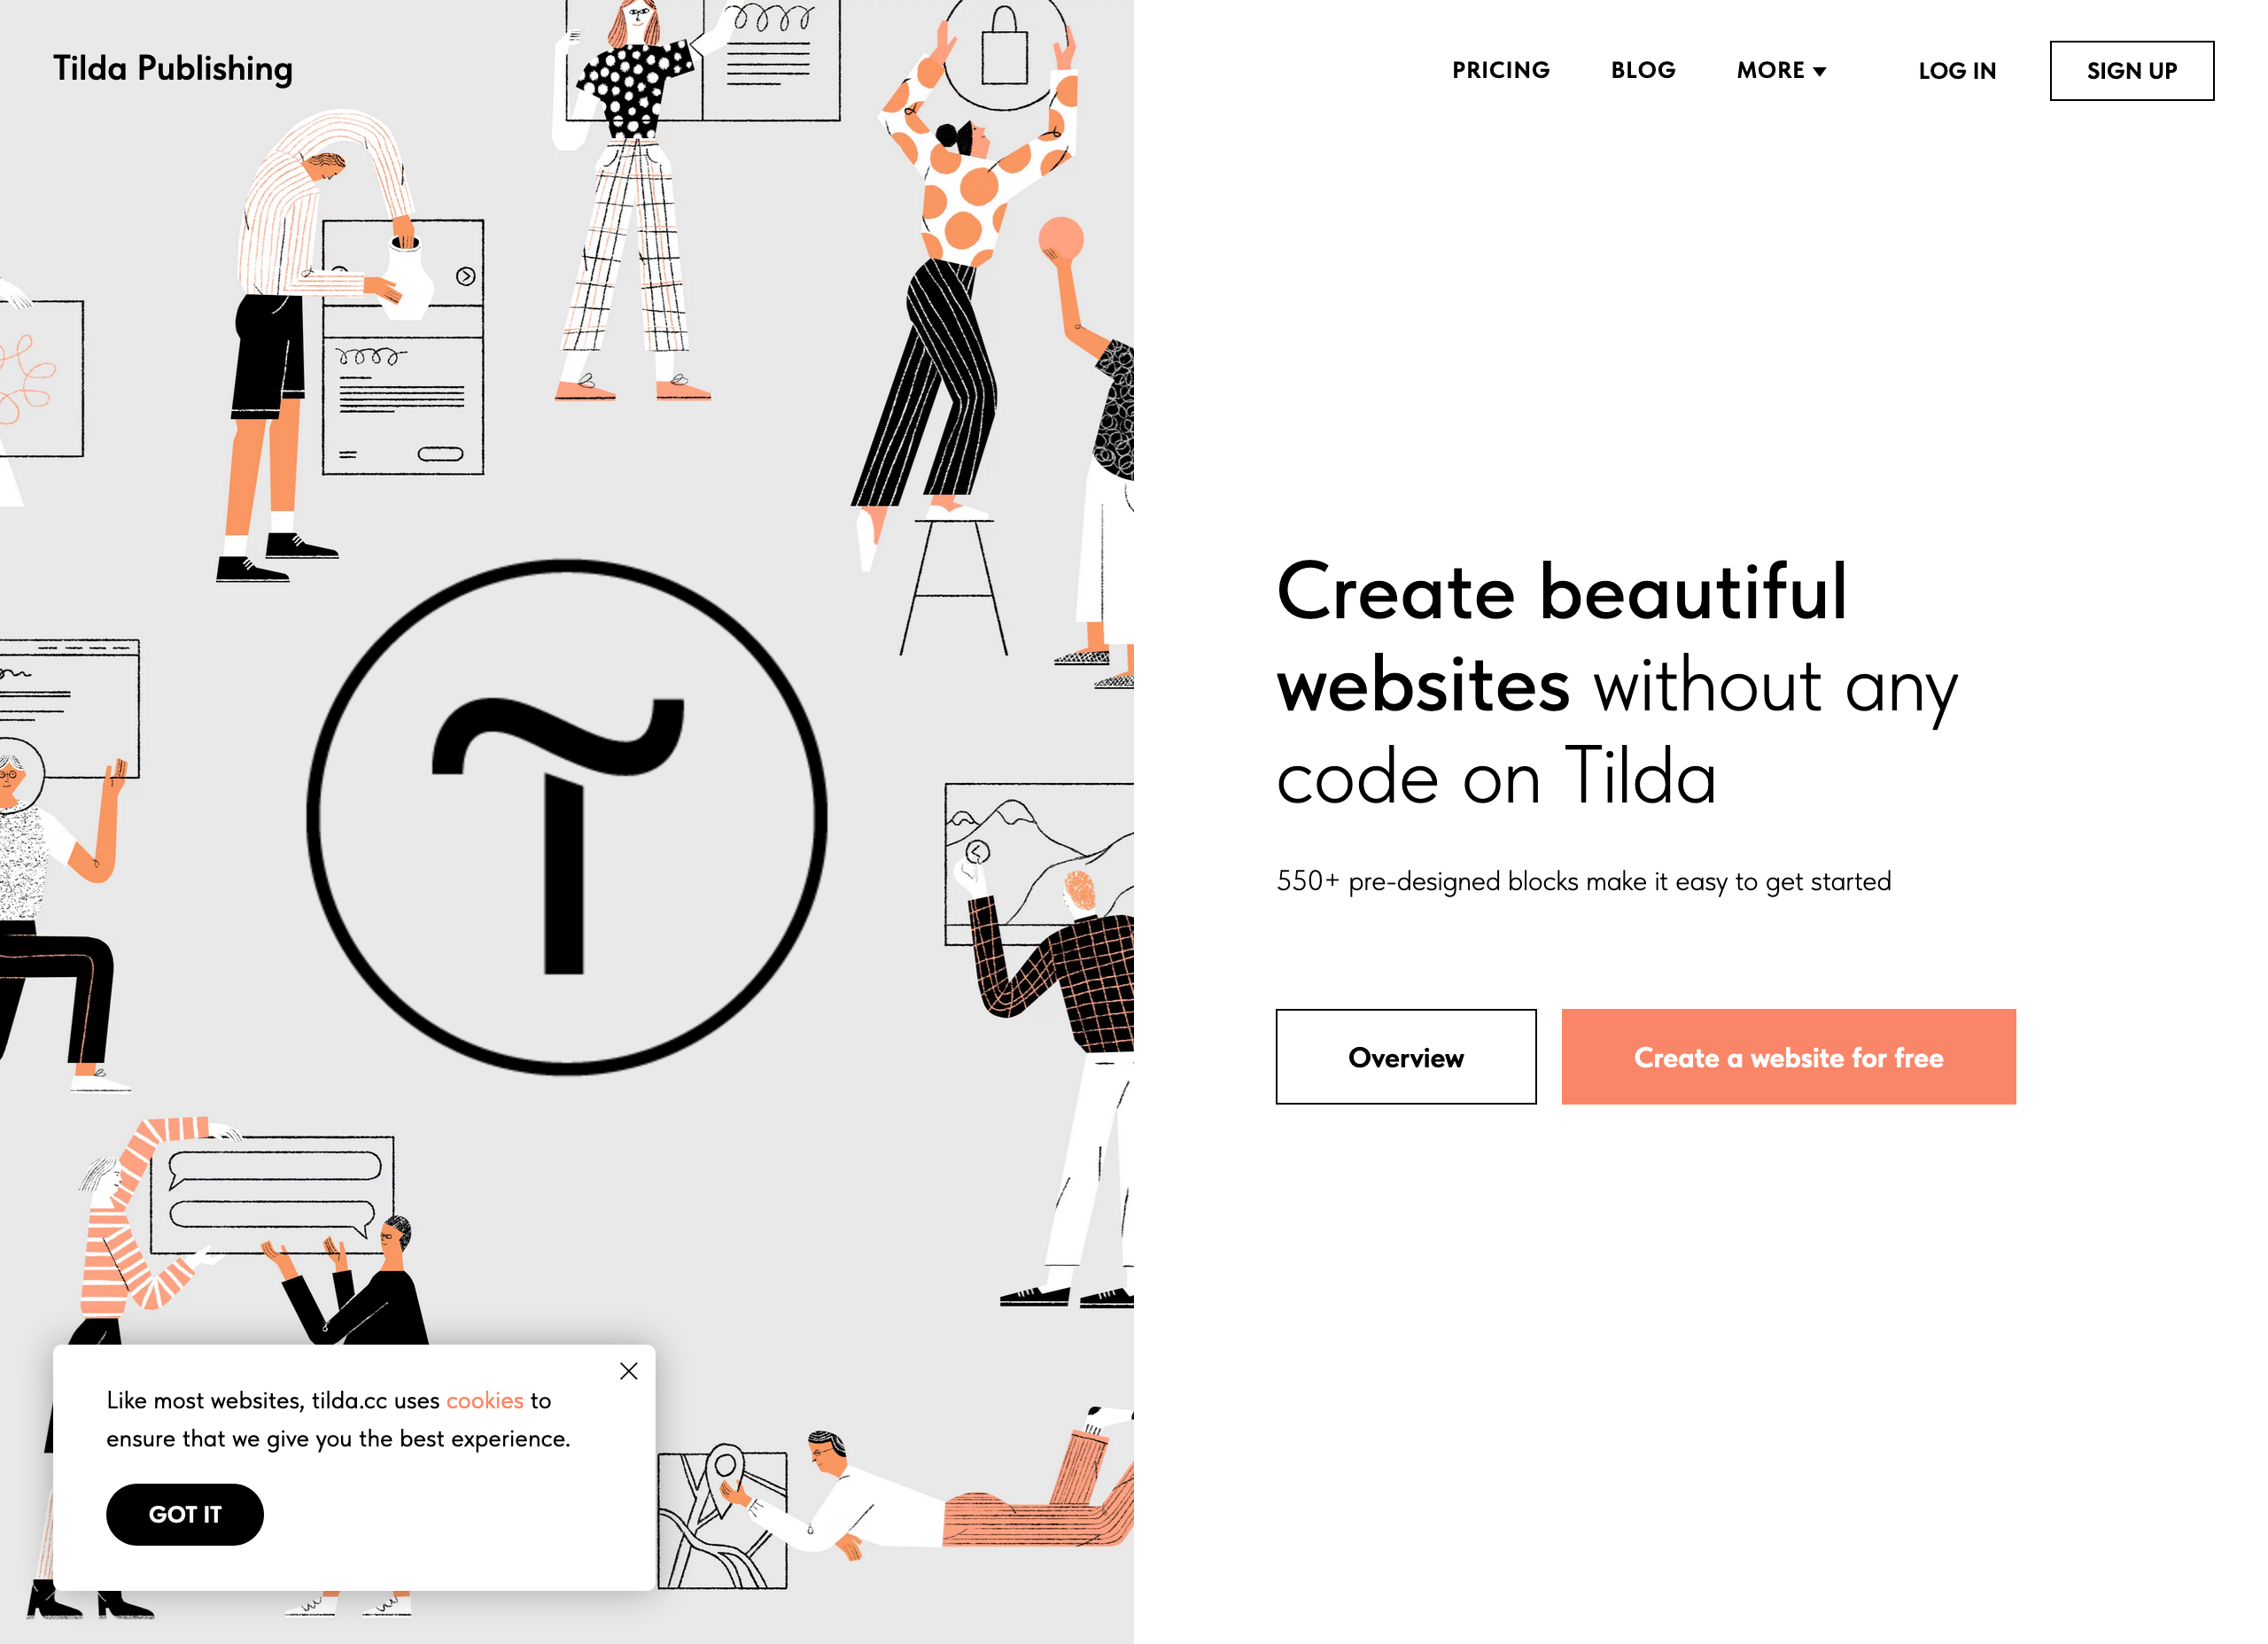 Tilda Publishing
PRICING
BLOG
MORE
LOG IN
SIGN UP
Create beautiful
websites without any
code on Tilda
550+ pre-designed blocks make it easy to get started
Overview
Create a website for free
Like most websites, tilda.cc uses cookies to
ensure that we give you the best experience.
GOT IT